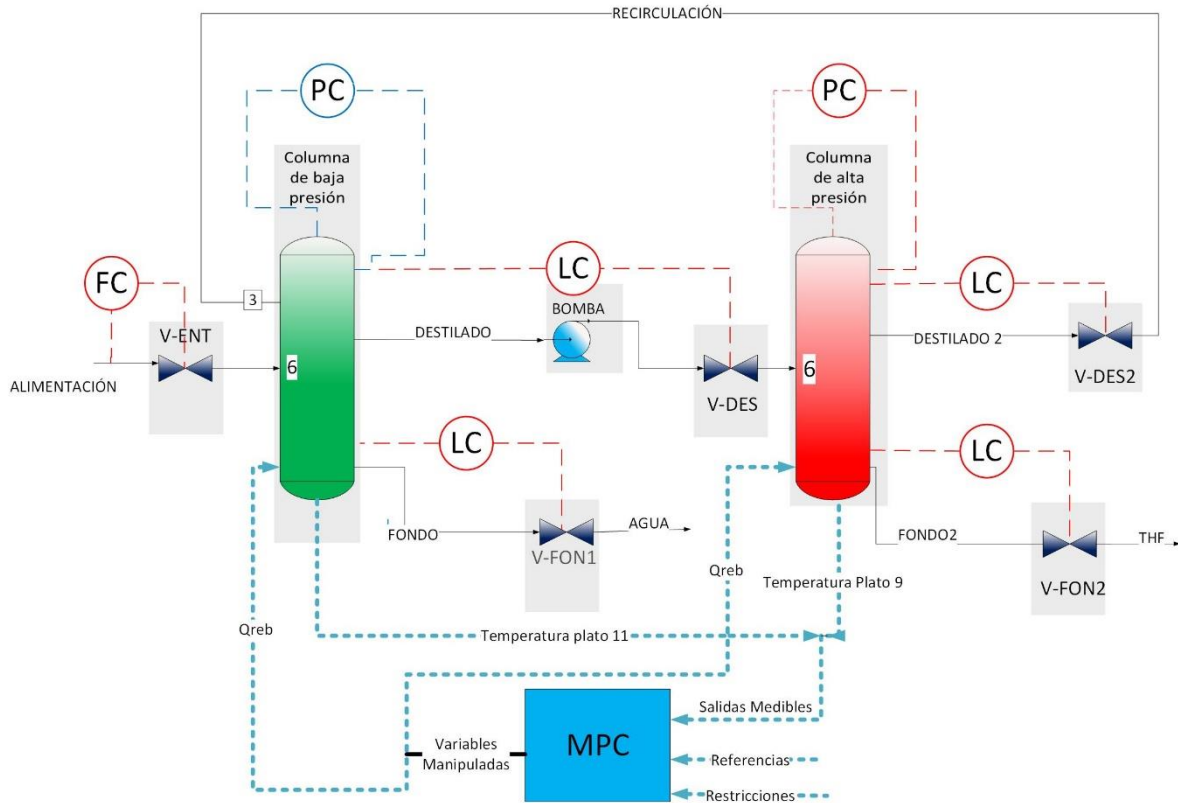 RECIRCULACIÓN
PC
PC
Columna
de baja
presión
Columna
de alta
presión
FC
LC
LC
3
V-ENT
BOMBA
DESTILADO
DESTILADO 2
6
6
ALIMENTACIÓN
V-DES
V-DES2
LC
LC
FONDO
AGUA
V-FON1
FONDO2
THF
V-FON2
Qreb
Temperatura Plato 9
Qreb
Temperatura plato 11
MPC
Variables
Manipuladas
Salidas Medibles
Referencias
Restricciones